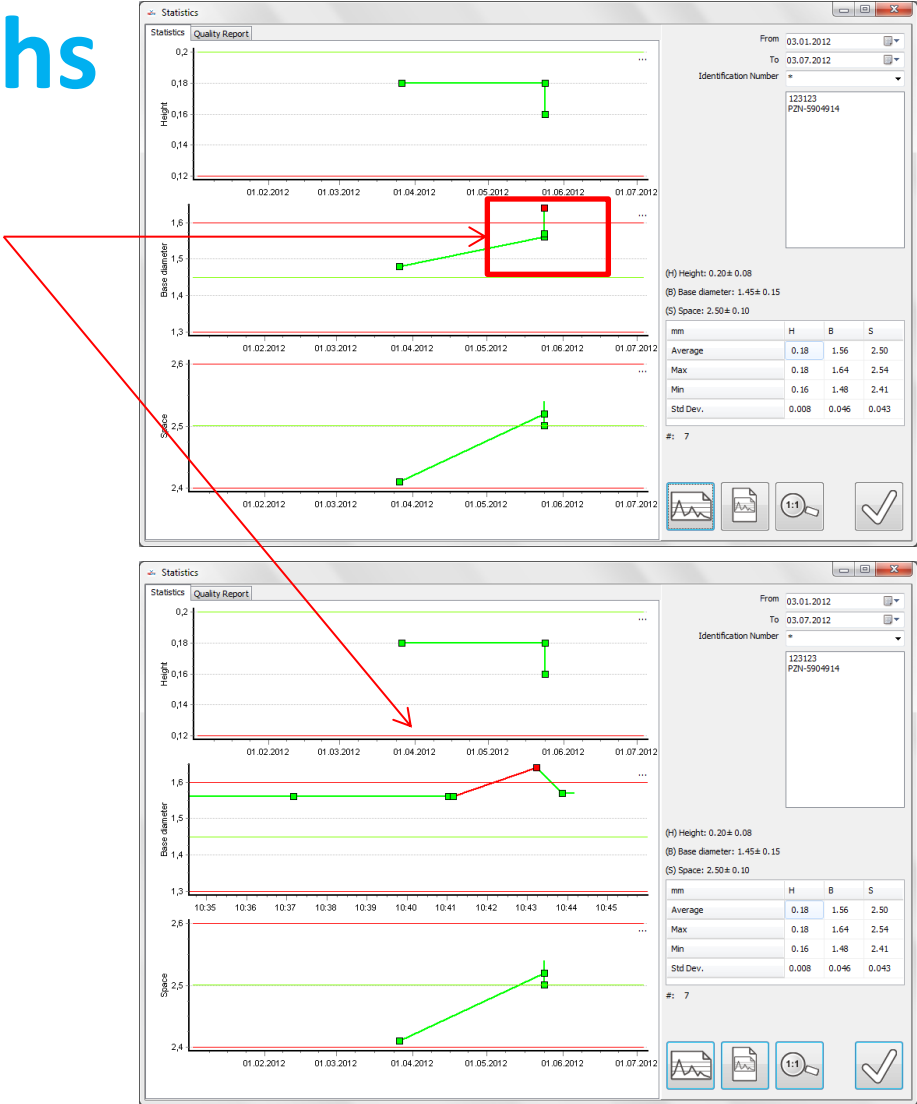 hs
Statistics
Statistics Quality Report
0,2
0,18
0,16
0,14
0,12
Height
...
01.02.2012 01.03.2012 01.04.2012 01.05.2012 01.06.2012 01.07.2012
1,6
1,5
1,4
1,3
Base diameter
...
01.02.2012 01.03.2012 01.04.2012 01.05.2012 01.06.2012 01.07.2012
2,6
2,5
2,4
Space
...
01.02.2012 01.03.2012 01.04.2012 01.05.2012 01.06.2012 01.07.2012
From 03.01.2012
To 03.07.2012
Identification Number *
123123
PZN-5904914
(H) Height: 0.20± 0.08
(B) Base diameter: 1.45± 0.15
(S) Space: 2.50± 0.10
mm H B S
Average 0.18 1.56 2.50
Max 0.18 1.64 2.54
Min 0.16 1.48 2.41
Std Dev. 0.008 0.046 0.043
#: 7
1:1
Statistics
Statistics Quality Report
0,2
0,18
0,16
0,14
0,12
Height
...
01.02.2012 01.03.2012 01.04.2012 01.05.2012 01.06.2012 01.07.2012
1,6
1,5
1,4
1,3
Base diameter
...
10:35 10:36 10:37 10:38 10:39 10:40 10:41 10:42 10:43 10:44 10:45
2,6
2,5
2,4
Space
...
01.02.2012 01.03.2012 01.04.2012 01.05.2012 01.06.2012 01.07.2012
From 03.01.2012
To 03.07.2012
Identification Number *
123123
PZN-5904914
(H) Height: 0.20± 0.08
(B) Base diameter: 1.45± 0.15
(S) Space: 2.50± 0.10
mm H B S
Average 0.18 1.56 2.50
Max 0.18 1.64 2.54
Min 0.16 1.48 2.41
Std Dev. 0.008 0.046 0.043
#: 7
1:1